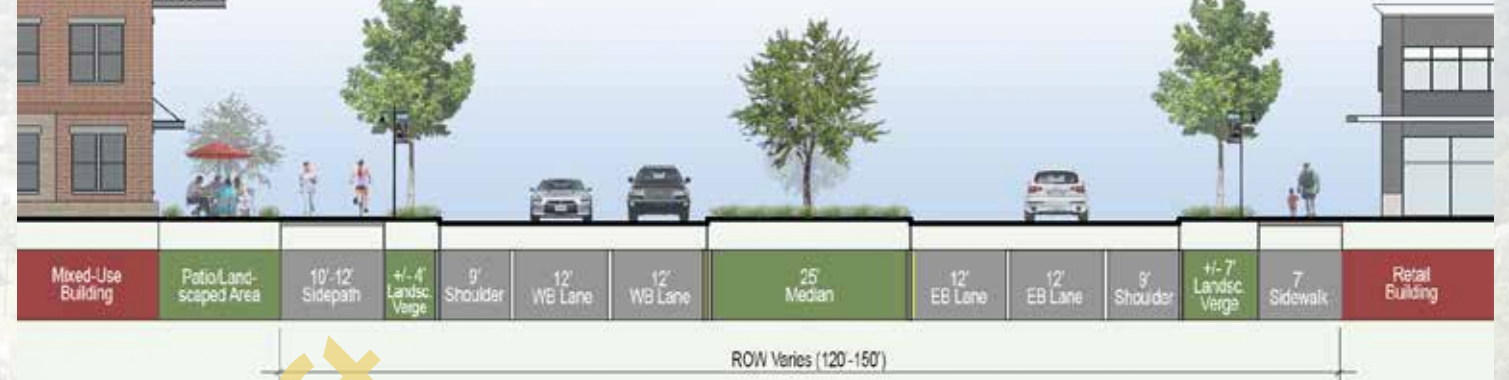 Mixed-Use
Building
Patio/Land-
scaped Area
10'-12'
Sidepath
+/- 4'
Landsc.
Verge
9'
Shoulder
12'
WB Lane
12'
WB Lane
25'
Median
12'
EB Lane
12'
EB Lane
9'
Shoulder
+/- 7'
Landsc.
Verge
7'
Sidewalk
Retail
Building
ROW Varies (120'-150')